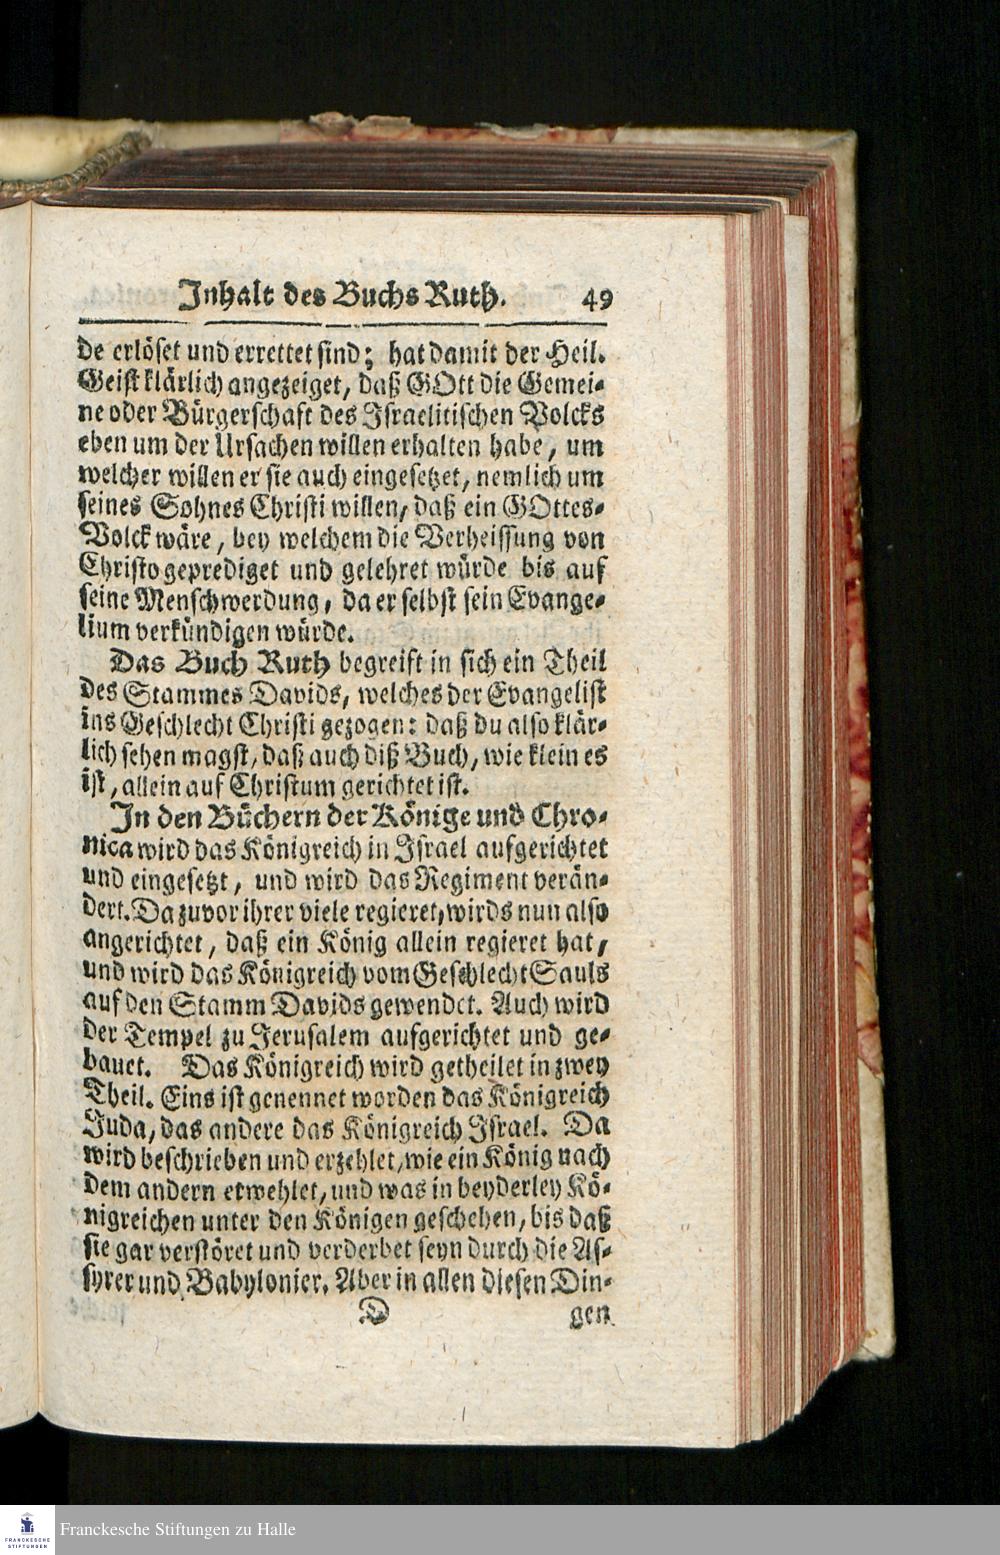 Inhalt des Buchs Ruth. 49
de erlöset und errettet sind; hat damit der Heil.
Geist klärlich angezeiget, daß GOtt die Gemei-
ne oder Bürgerschaft des Israelitischen Volcks
eben um der Ursachen willen erhalten habe, um
welcher willen er sie auch eingesetzet, nemlich um
seines Sohnes Christi willen, daß ein GOttes-
Volck wäre, bey welchem die Verheissung von
Christo geprediget und gelehret würde bis auf
seine Menschwerdung, da er selbst sein Evange-
lium verkündigen würde.
Das Buch Ruth begreift in sich ein Theil
des Stammes Davids, welches der Evangelist
ins Geschlecht Christi gezogen: daß du also klär-
lich sehen magst, daß auch diß Buch, wie klein es
ist, allein auf Christum gerichtet ist.
In den Büchern der Könige und Chro-
nica wird das Königreich in Israel aufgerichtet
und eingesetzt, und wird das Regiment verän-
dert. Da zuvor ihrer viele regieret, wirds nun also
angerichtet, daß ein König allein regieret hat,
und wird das Königreich vom Geschlecht Sauls
auf den Stamm Davids gewendet. Auch wird
der Tempel zu Jerusalem aufgerichtet und ge-
bauet. Das Königreich wird getheilet in zwey
Theil. Eins ist genennet worden das Königreich
Juda, das andere das Königreich Israel. Da
wird beschrieben und erzehlet, wie ein König nach
dem andern erwehlet, und was in beyderley Kö-
nigreichen unter den Königen geschehen, bis daß
sie gar verstöret und verderbet seyn durch die As-
syrer und Babylonier. Aber in allen diesen Din-
D gen
FRANCKESCHE
STIFTUNGEN
Franckesche Stiftungen zu Halle